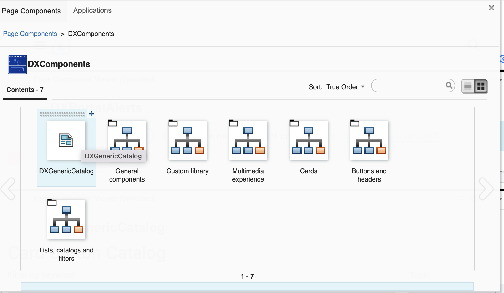 Page Components Applications
Page Components > DXComponents
DXComponents
Contents - 7
Sort: True Order
DXGenericCatalog
DXGenericCatalog
General components
Custom library
Multimedia experience
Cards
Buttons and headers
Lists, catalogs and filters
1 - 7